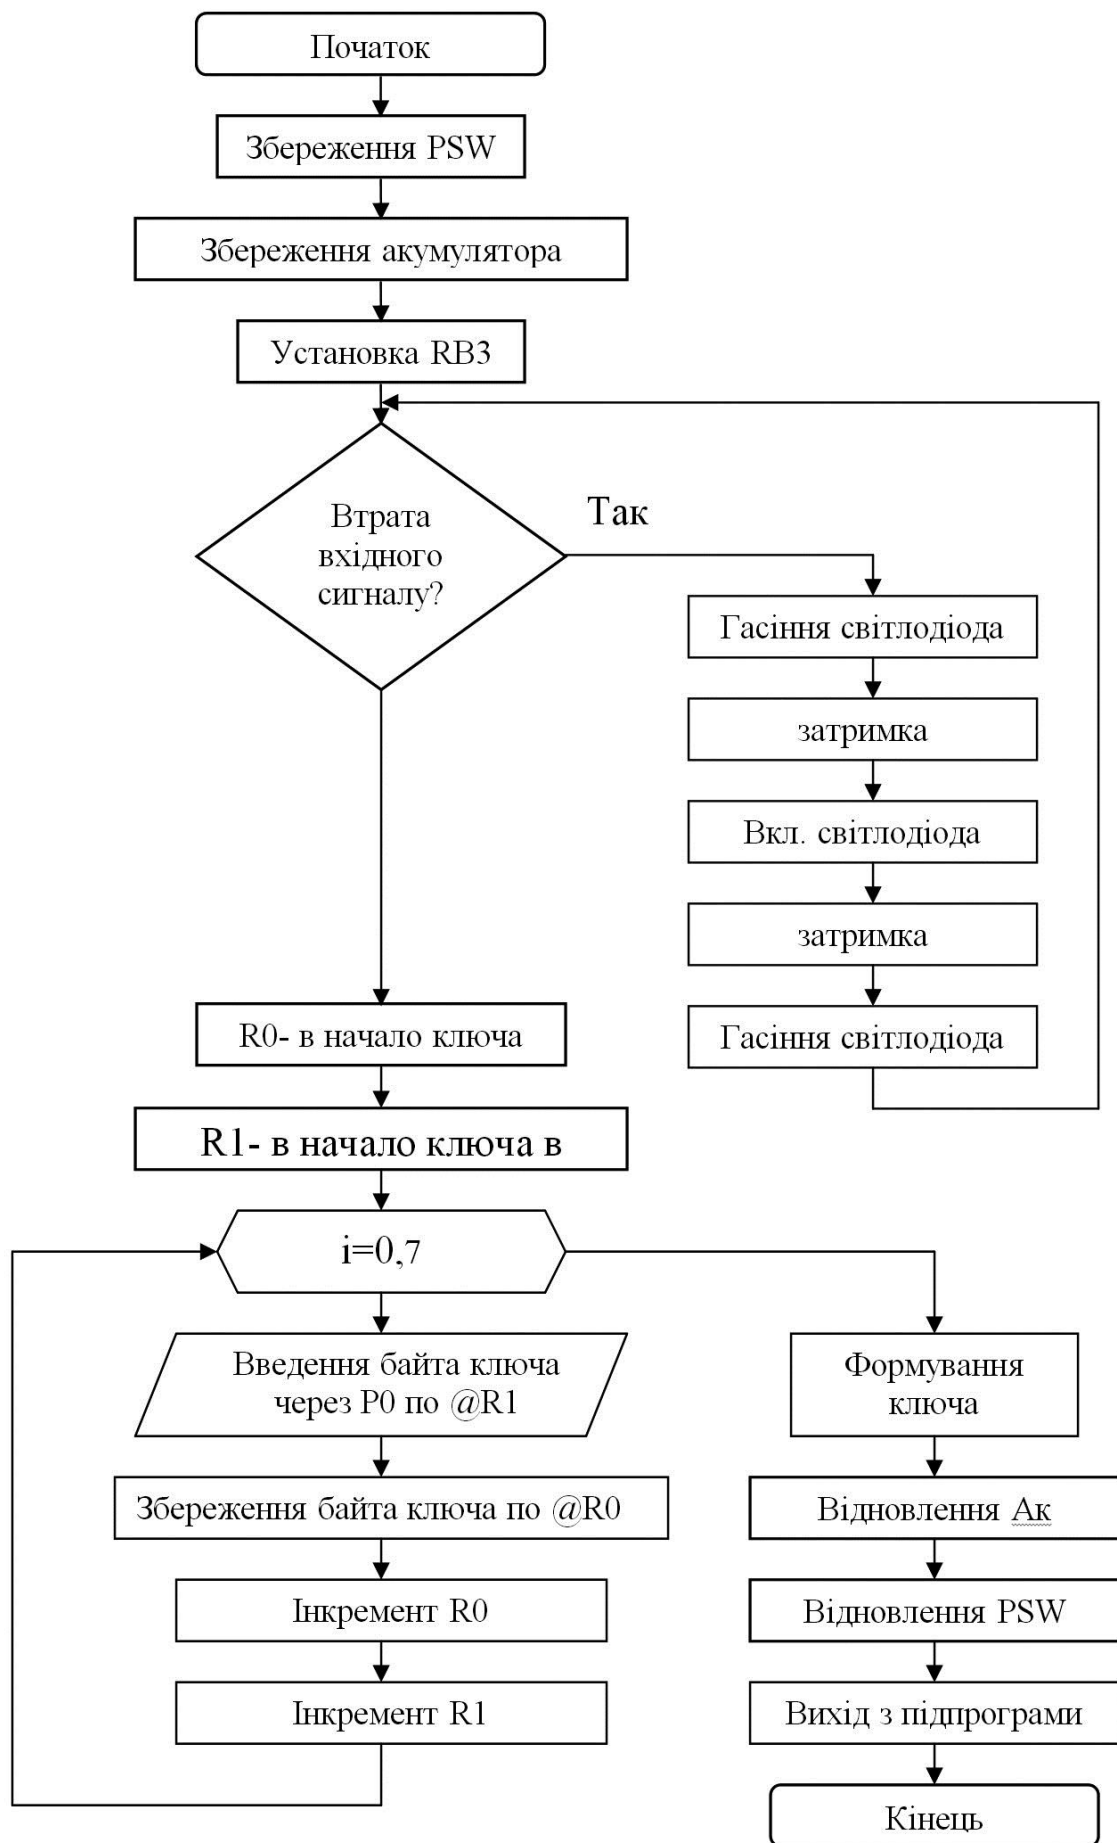 Початок
Збереження PSW
Збереження акумулятора
Установка RB3
Втрата
вхідного
сигналу?
Так
Гасіння світлодіода
затримка
Вкл. світлодіода
затримка
Гасіння світлодіода
R0- в начало ключа
R1- в начало ключа в
i=0,7
Введення байта ключа
через P0 по @R1
Збереження байта ключа по @R0
Інкремент R0
Інкремент R1
Формування
ключа
Відновлення Ак
Відновлення PSW
Вихід з підпрограми
Кінець